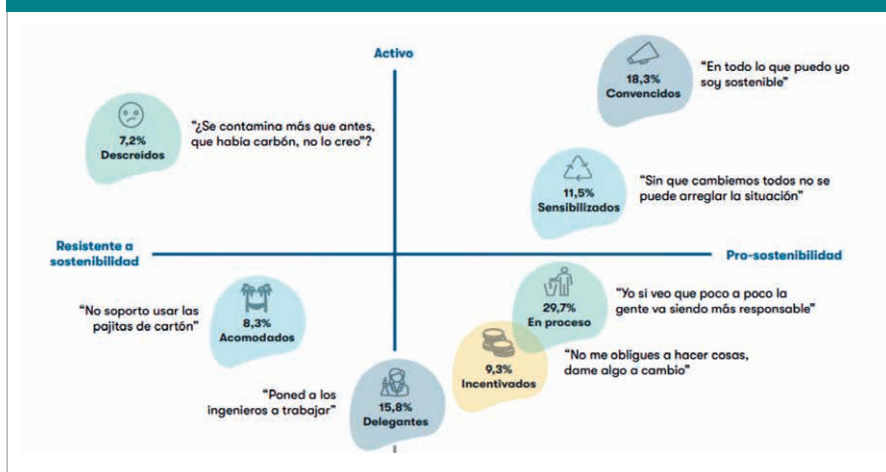 Activo
18,3%
Convencidos
“En todo lo que puedo yo
soy sostenible”
7,2%
Descreídos
“¿Se contamina más que antes,
que había carbón, no lo creo”?
11,5%
Sensibilizados
“Sin que cambiemos todos no se
puede arreglar la situación”
Resistente a
sostenibilidad
Pro-sostenibilidad
“No soporto usar las
pajitas de cartón”
8,3%
Acomodados
29,7%
En proceso
“Yo si veo que poco a poco la
gente va siendo más responsable”
9,3%
Incentivados
“No me obligues a hacer cosas,
dame algo a cambio”
“Poned a los
ingenieros a trabajar”
15,8%
Delegantes